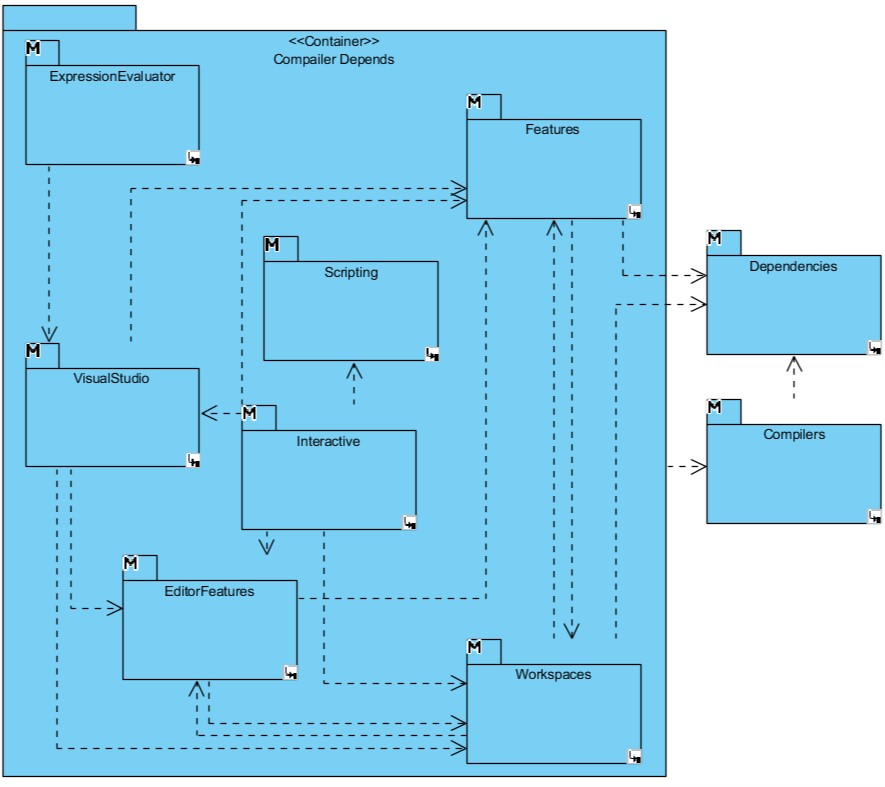 <<Container>>
Compailer Depends
M
ExpressionEvaluator
M
Features
M
Scripting
M
Dependencies
M
VisualStudio
M
Interactive
M
Compilers
M
EditorFeatures
M
Workspaces